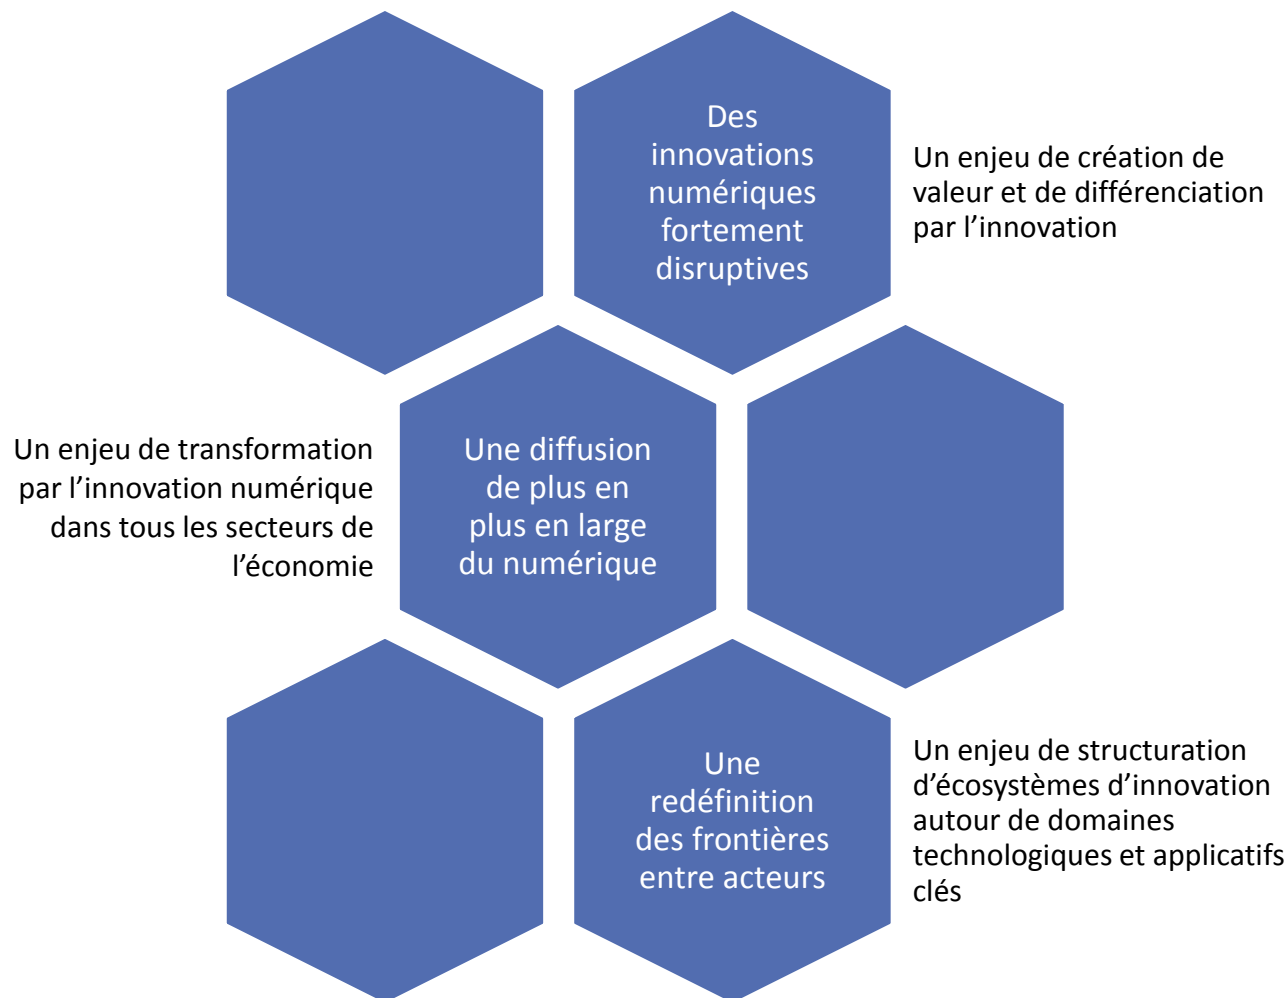 Des
innovations
numériques
fortement
disruptives
Un enjeu de création de
valeur et de différenciation
par l’innovation
Un enjeu de transformation
par l’innovation numérique
dans tous les secteurs de
l’économie
Une diffusion
de plus en
plus en large
du numérique
Une
redéfinition
des frontières
entre acteurs
Un enjeu de structuration
d’écosystèmes d’innovation
autour de domaines
technologiques et applicatifs
clés